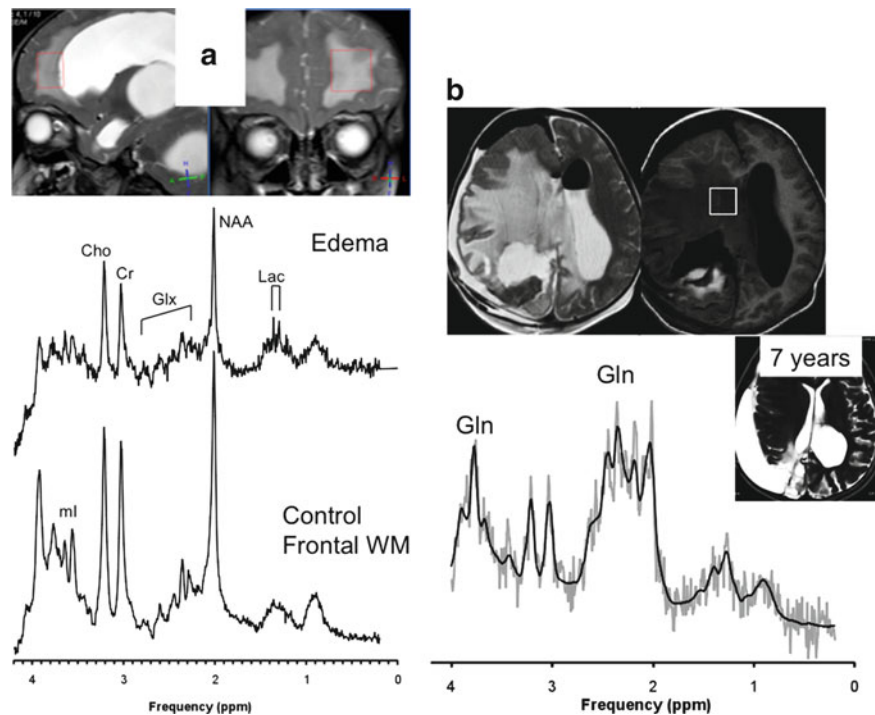 a
NAA
Edema
Cho
Cr
Lac
Glx
mI
Control
Frontal WM
4 3 2 1 0
Frequency (ppm)
b
7 years
Gln
Gln
4 3 2 1 0
Frequency (ppm)